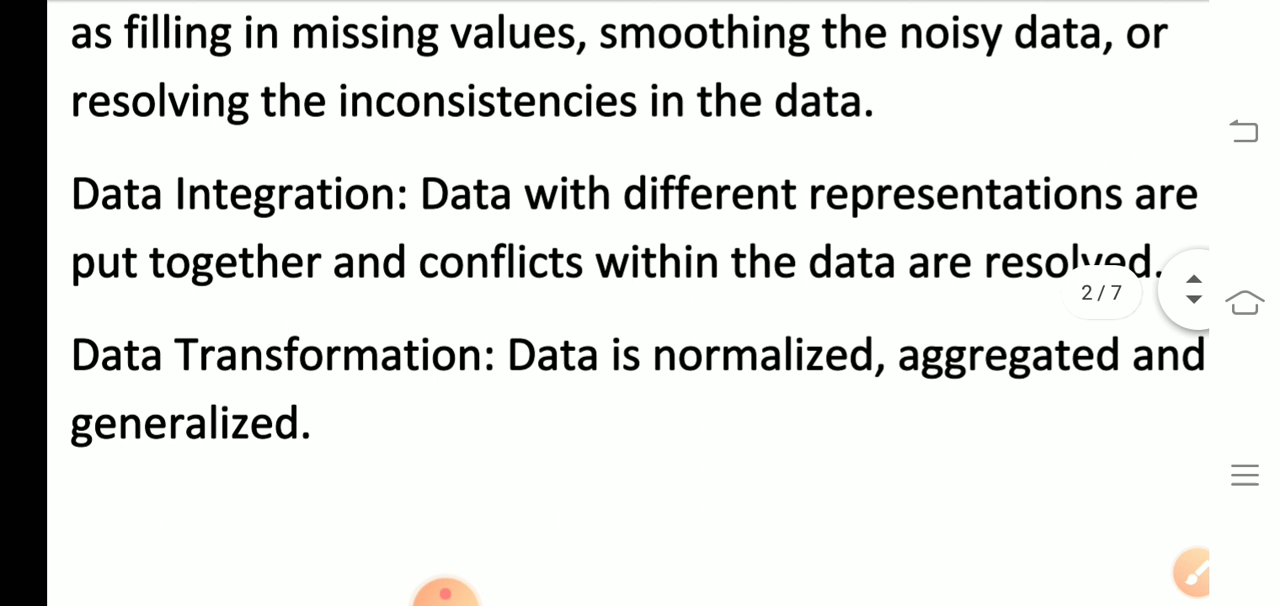 as filling in missing values, smoothing the noisy data, or
resolving the inconsistencies in the data.
Data Integration: Data with different representations are
put together and conflicts within the data are resolved.
2/7
Data Transformation: Data is normalized, aggregated and
generalized.